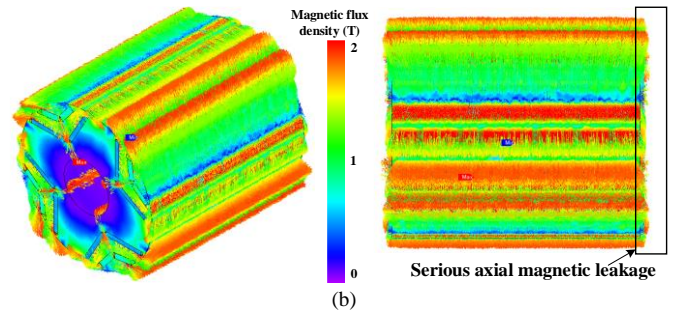 Magnetic flux
density (T)
2
1
0
Serious axial magnetic leakage
(b)